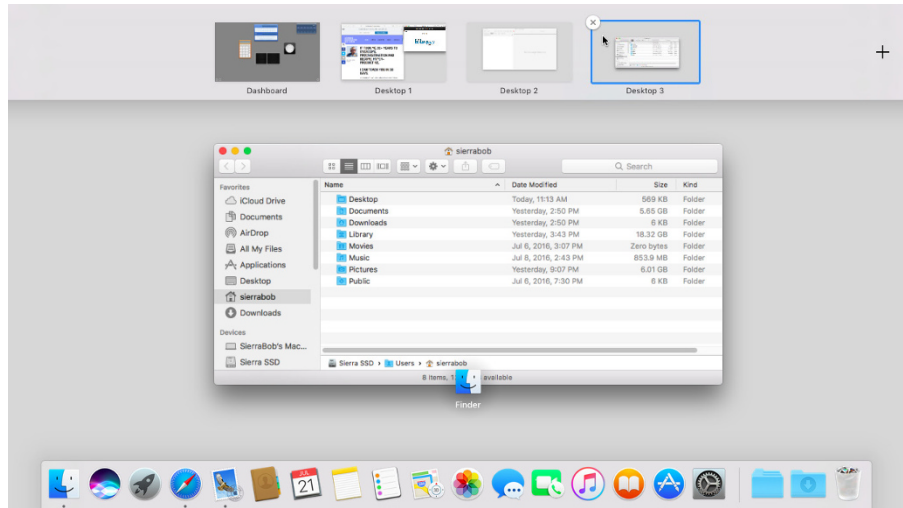 Dashboard
Desktop 1
Desktop 2
Desktop 3
sierrabob
Search
Favorites
iCloud Drive
Documents
AirDrop
All My Files
Applications
Desktop
sierrabob
Downloads
Devices
SierraBob's Mac...
Sierra SSD
Name Date Modified Size Kind
Desktop Today, 11:13 AM 569 KB Folder
Documents Yesterday, 2:50 PM 5.65 GB Folder
Downloads Yesterday, 2:50 PM 6 KB Folder
Library Yesterday, 3:43 PM 18.32 GB Folder
Movies Jul 6, 2016, 3:07 PM Zero bytes Folder
Music Jul 8, 2016, 2:43 PM 853.9 MB Folder
Pictures Yesterday, 9:07 PM 6.01 GB Folder
Public Jul 6, 2016, 7:30 PM 6 KB Folder
Sierra SSD › Users › sierrabob
8 items, 1 available
Finder
JUL
21